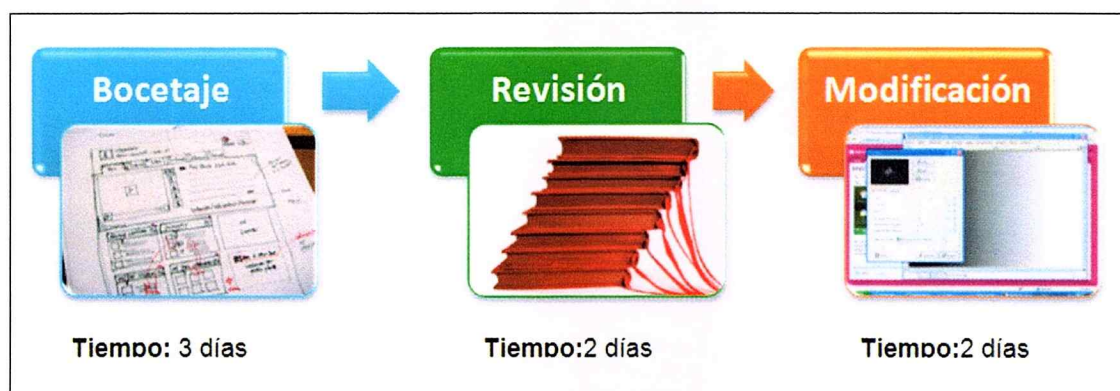 Bocetaje
Revisión
Modificación
Tiempo: 3 días
Tiempo:2 días
Tiempo:2 días